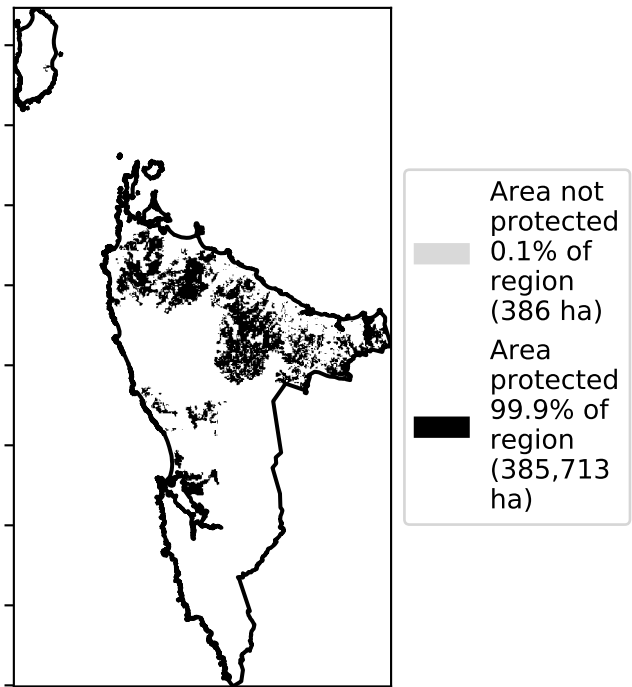 Area not
protected
0.1% of
region
(386 ha)
Area
protected
99.9% of
region
(385,713
ha)